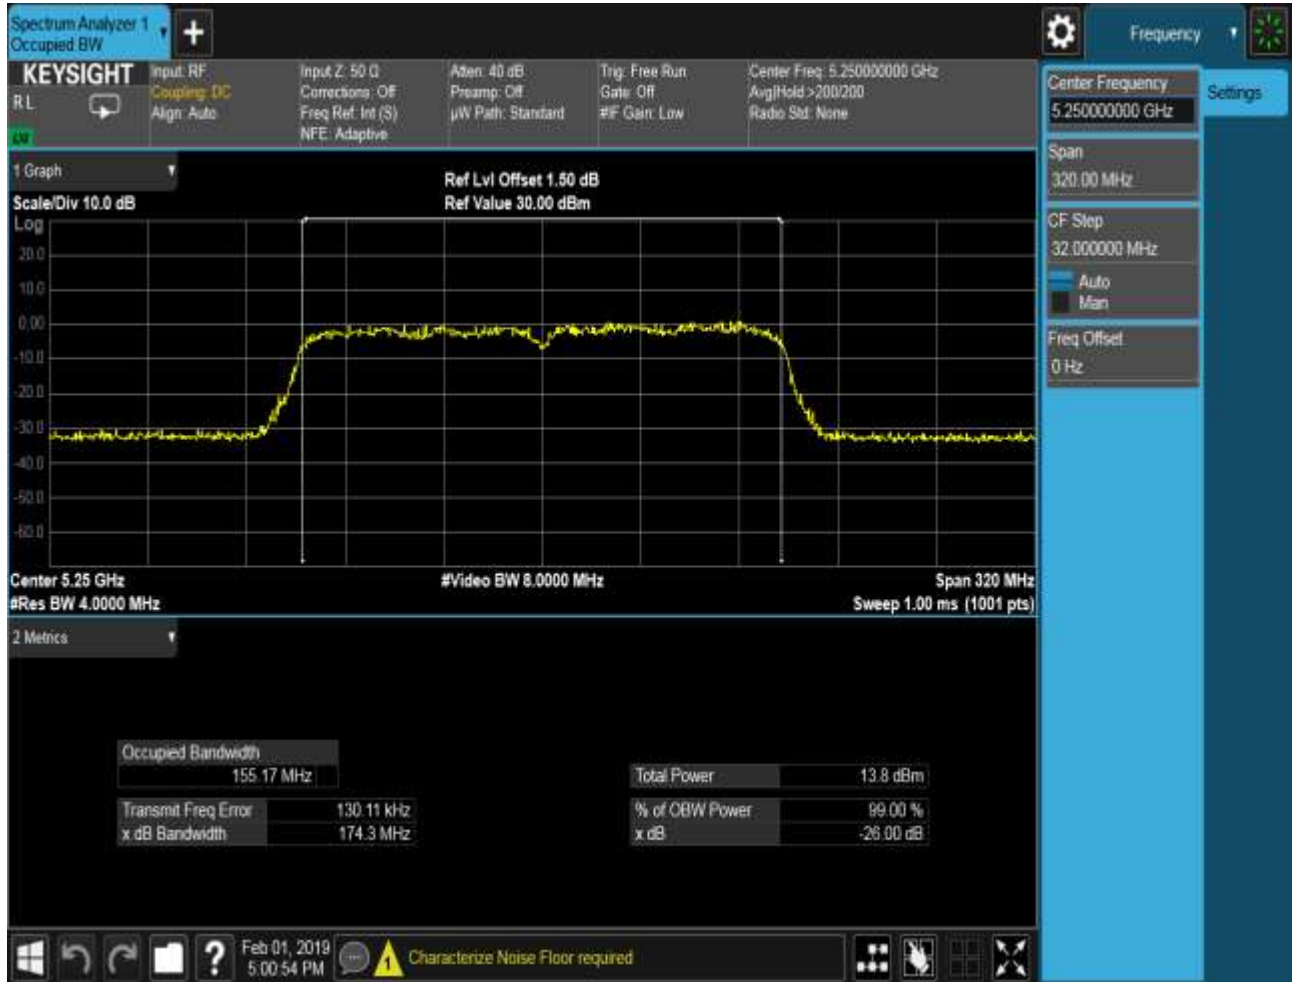 Spectrum Analyzer 1
Occupied BW
Frequency
KEYSIGHT
R L
Input: RF
Coupling: DC
Align: Auto
Input Z: 50 Ω
Corrections: Off
Freq Ref: Int (S)
NFE: Adaptive
Atten: 40 dB
Preamp: Off
µW Path: Standard
Trig: Free Run
Gate: Off
#IF Gain: Low
Center Freq: 5.250000000 GHz
Avg|Hold:>200/200
Radio Std: None
Center Frequency
5.250000000 GHz
Settings
Span
320.00 MHz
CF Step
32.000000 MHz
Auto
Man
Freq Offset
0 Hz
1 Graph
Ref Lvl Offset 1.50 dB
Scale/Div 10.0 dB
Ref Value 30.00 dBm
Log
20.0
10.0
0.00
-10.0
-20.0
-30.0
-40.0
-50.0
-60.0
Center 5.25 GHz
#Video BW 8.0000 MHz
Span 320 MHz
#Res BW 4.0000 MHz
Sweep 1.00 ms (1001 pts)
2 Metrics
Occupied Bandwidth
155.17 MHz
Total Power 13.8 dBm
Transmit Freq Error 130.11 kHz
% of OBW Power 99.00 %
x dB Bandwidth 174.3 MHz
x dB -26.00 dB
Feb 01, 2019
5:00:54 PM
1
Characterize Noise Floor required